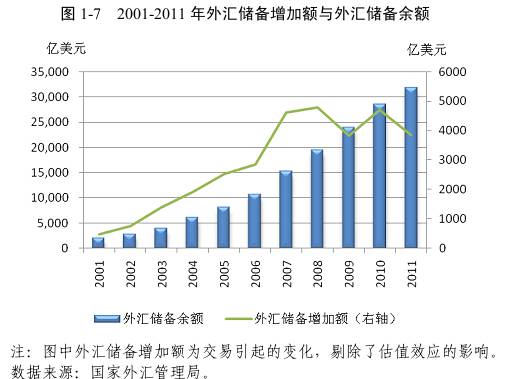 图 1-7 2001-2011 年外汇储备增加额与外汇储备余额
亿美元 亿美元
35,000 6000
30,000 5000
25,000 4000
20,000 3000
15,000 2000
10,000 1000
5,000 0
0
2001 2002 2003 2004 2005 2006 2007 2008 2009 2010 2011
外汇储备余额 外汇储备增加额（右轴）
注：图中外汇储备增加额为交易引起的变化，剔除了估值效应的影响。
数据来源：国家外汇管理局。